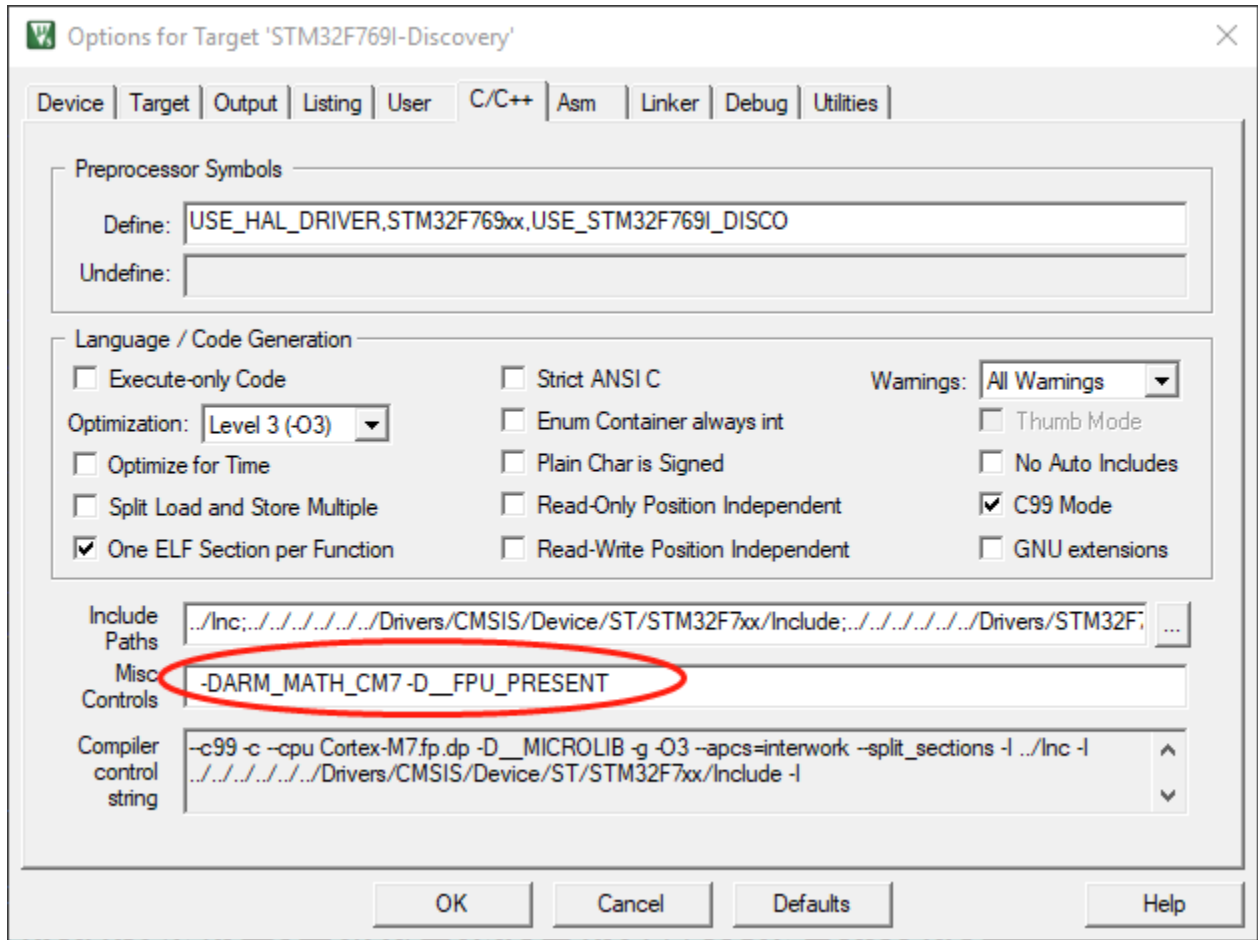 Options for Target 'STM32F769I-Discovery'
Device Target Output Listing User C/C++ Asm Linker Debug Utilities
Preprocessor Symbols
Define: USE_HAL_DRIVER,STM32F769xx,USE_STM32F769I_DISCO
Undefine:
Language / Code Generation
Execute-only Code Strict ANSI C Warnings: All Warnings
Optimization: Level 3 (-O3) Enum Container always int Thumb Mode
Optimize for Time Plain Char is Signed No Auto Includes
Split Load and Store Multiple Read-Only Position Independent C99 Mode
One ELF Section per Function Read-Write Position Independent GNU extensions
Include Paths ../Inc;../../../../../../Drivers/CMSIS/Device/ST/STM32F7xx/Include;../../../../../../Drivers/STM32F7 ...
Misc Controls -DARM_MATH_CM7 -D__FPU_PRESENT
Compiler control string --c99 -c --cpu Cortex-M7.fp.dp -D__MICROLIB -g -O3 --apcs=interwork --split_sections -I ../Inc -I
../../../../../../Drivers/CMSIS/Device/ST/STM32F7xx/Include -I
OK Cancel Defaults Help